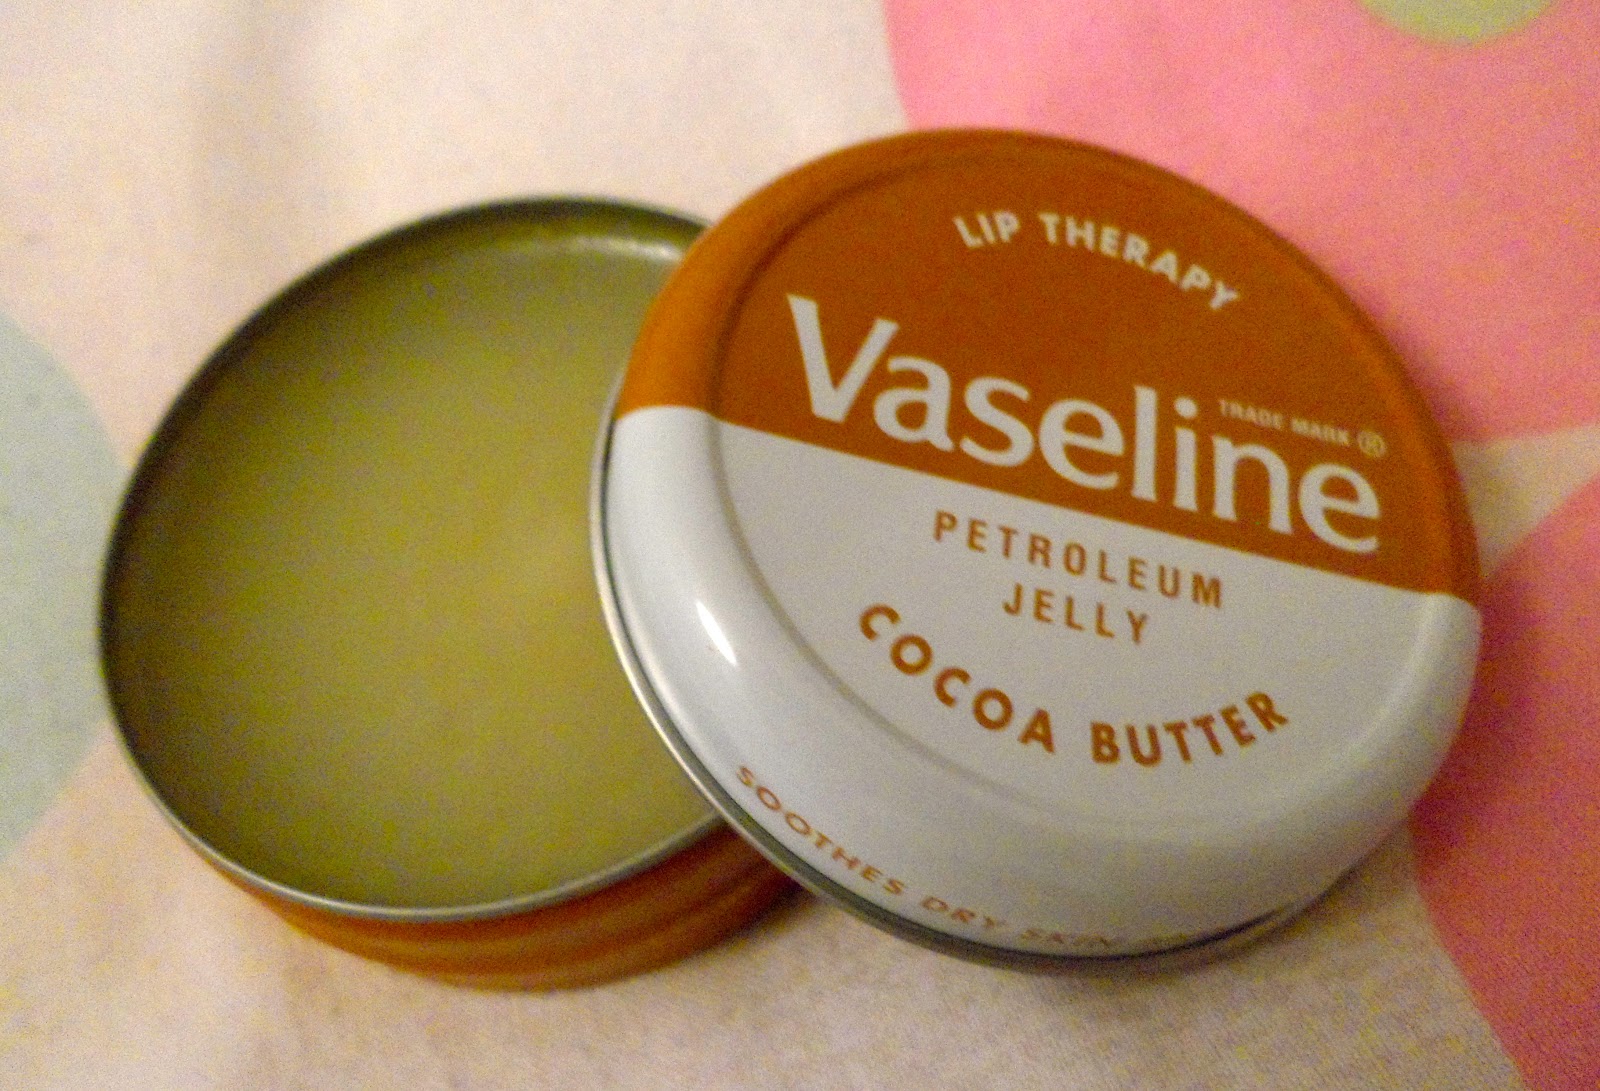 LIP THERAPY
Vaseline
TRADE MARK ®
PETROLEUM
JELLY
COCOA BUTTER
SOOTHES DRY SKIN